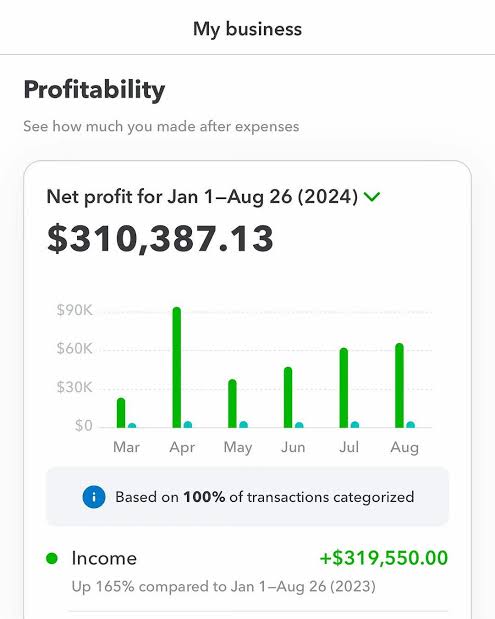 My business
Profitability
See how much you made after expenses
Net profit for Jan 1–Aug 26 (2024)
$310,387.13
$90K
$60K
$30K
$0
Mar Apr May Jun Jul Aug
i Based on 100% of transactions categorized
Income +$319,550.00
Up 165% compared to Jan 1–Aug 26 (2023)